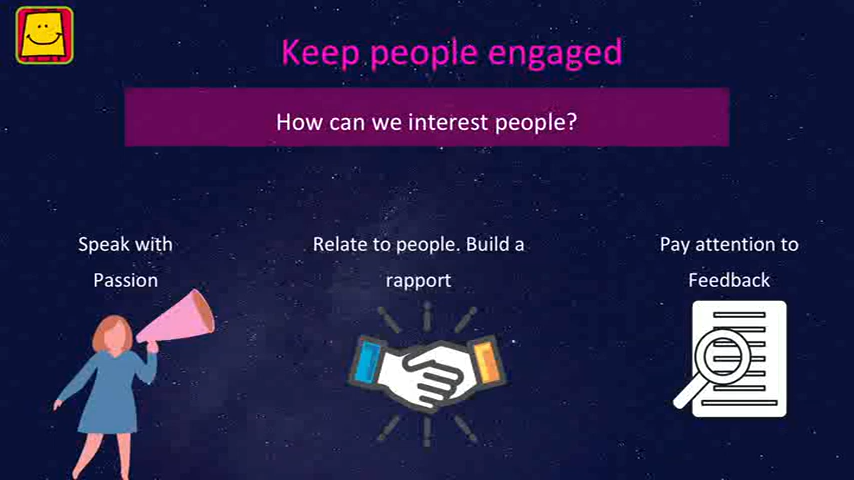 Keep people engaged
How can we interest people?
Speak with
Passion
Relate to people. Build a
rapport
Pay attention to
Feedback